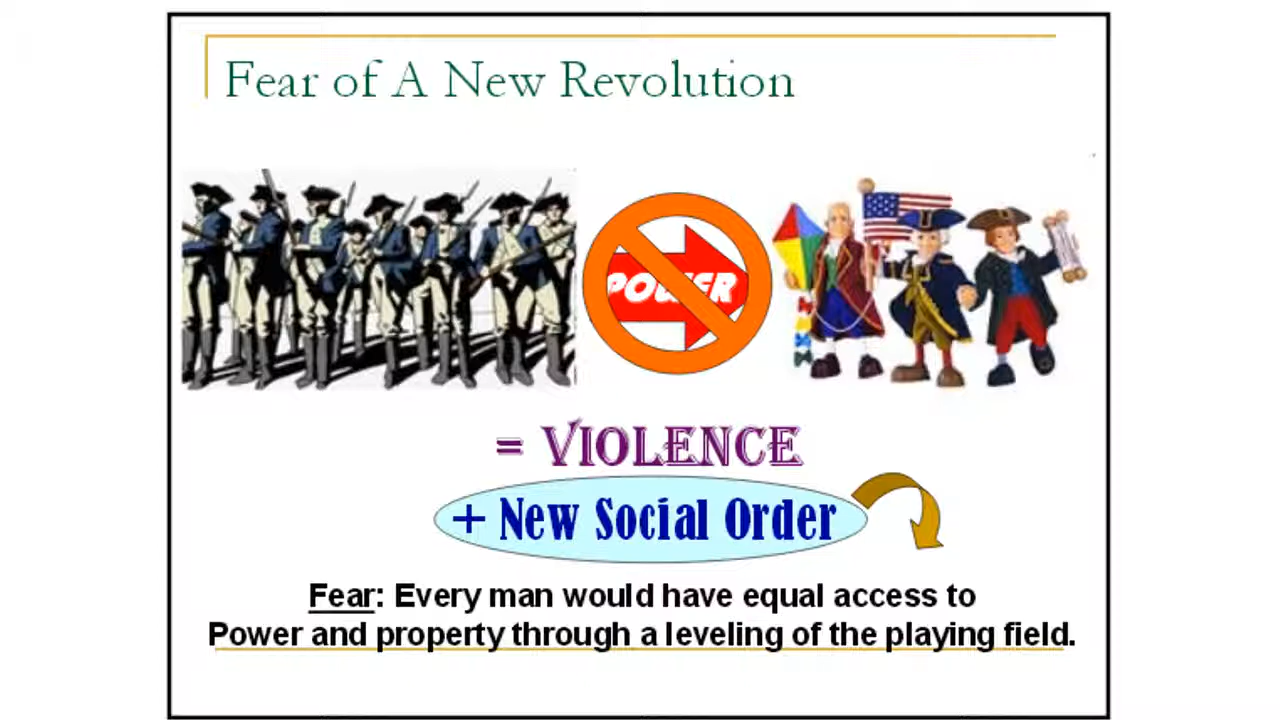 Fear of A New Revolution
POWER
= VIOLENCE
+ New Social Order
Fear: Every man would have equal access to
Power and property through a leveling of the playing field.